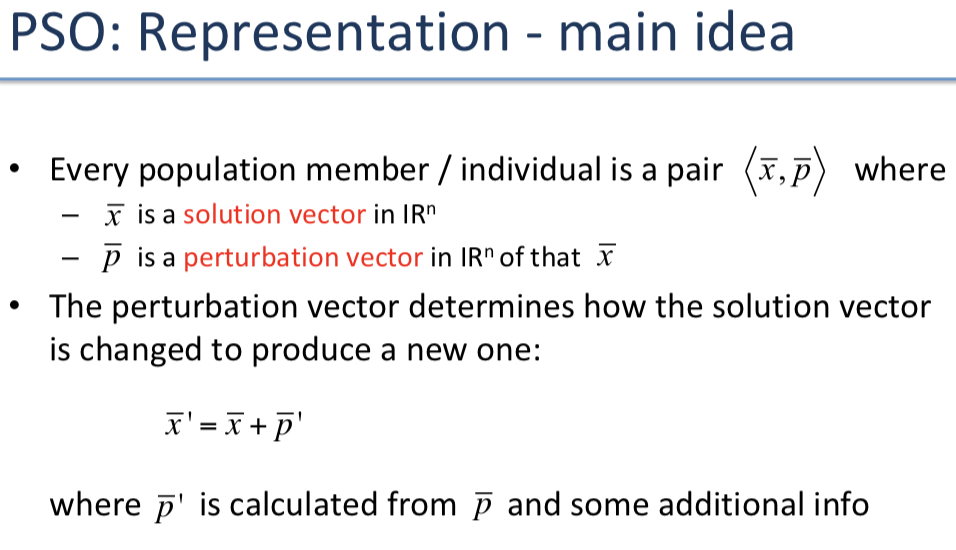 PSO: Representation - main idea
• Every population member / individual is a pair ⟨x̅, p̅⟩ where
– x̅ is a solution vector in IRⁿ
– p̅ is a perturbation vector in IRⁿ of that x̅
• The perturbation vector determines how the solution vector
is changed to produce a new one:
x̅' = x̅ + p̅'
where p̅' is calculated from p̅ and some additional info